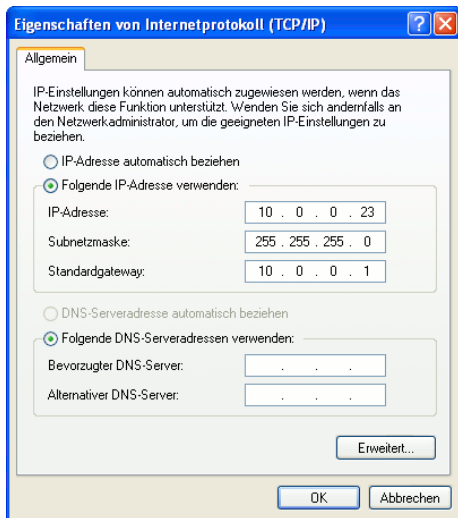 Eigenschaften von Internetprotokoll (TCP/IP)
Allgemein
IP-Einstellungen können automatisch zugewiesen werden, wenn das
Netzwerk diese Funktion unterstützt. Wenden Sie sich andernfalls an
den Netzwerkadministrator, um die geeigneten IP-Einstellungen zu
beziehen.
IP-Adresse automatisch beziehen
Folgende IP-Adresse verwenden:
IP-Adresse: 10 . 0 . 0 . 23
Subnetzmaske: 255 . 255 . 255 . 0
Standardgateway: 10 . 0 . 0 . 1
DNS-Serveradresse automatisch beziehen
Folgende DNS-Serveradressen verwenden:
Bevorzugter DNS-Server: . . .
Alternativer DNS-Server: . . .
Erweitert...
OK Abbrechen